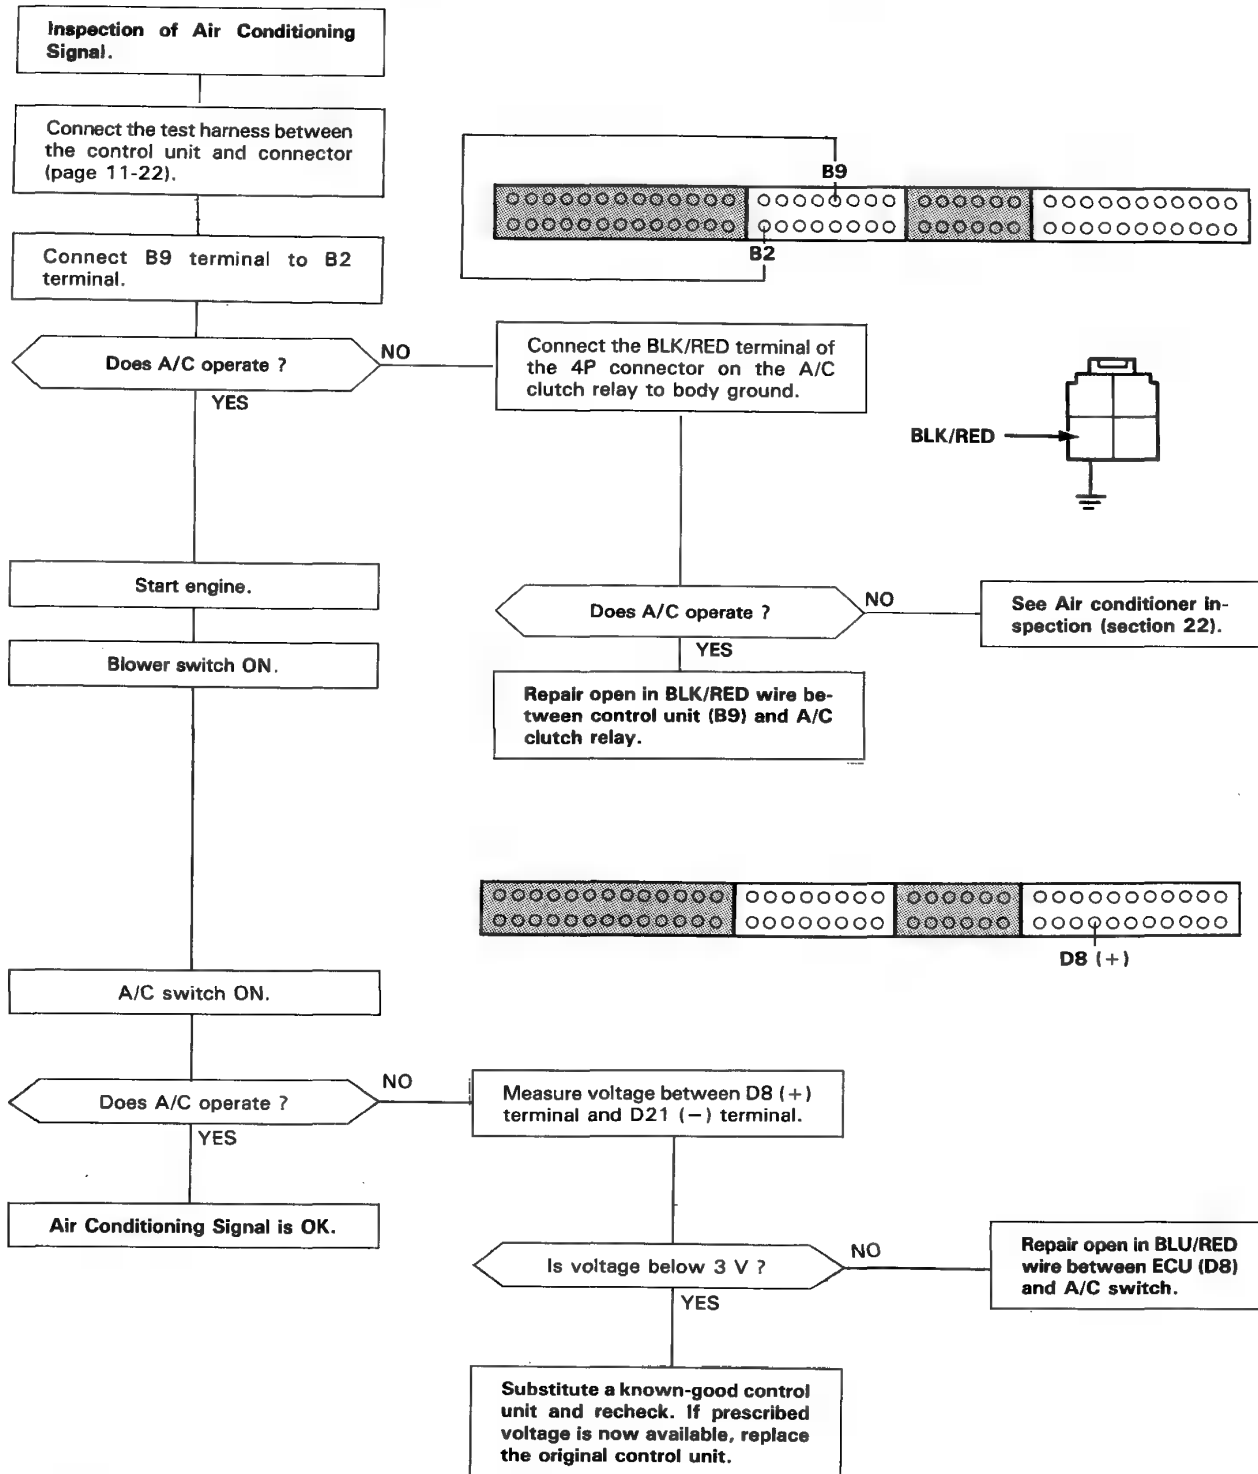 Inspection of Air Conditioning
Signal.
Connect the test harness between
the control unit and connector
(page 11-22).
B9
Connect B9 terminal to B2
terminal.
B2
Does A/C operate ?
NO
YES
Connect the BLK/RED terminal of
the 4P connector on the A/C
clutch relay to body ground.
BLK/RED
Start engine.
Does A/C operate ?
NO
YES
See Air conditioner in-
spection (section 22).
Blower switch ON.
Repair open in BLK/RED wire be-
tween control unit (B9) and A/C
clutch relay.
D8 (+)
A/C switch ON.
Does A/C operate ?
NO
YES
Measure voltage between D8 (+)
terminal and D21 (−) terminal.
Air Conditioning Signal is OK.
Is voltage below 3 V ?
NO
YES
Repair open in BLU/RED
wire between ECU (D8)
and A/C switch.
Substitute a known-good control
unit and recheck. If prescribed
voltage is now available, replace
the original control unit.